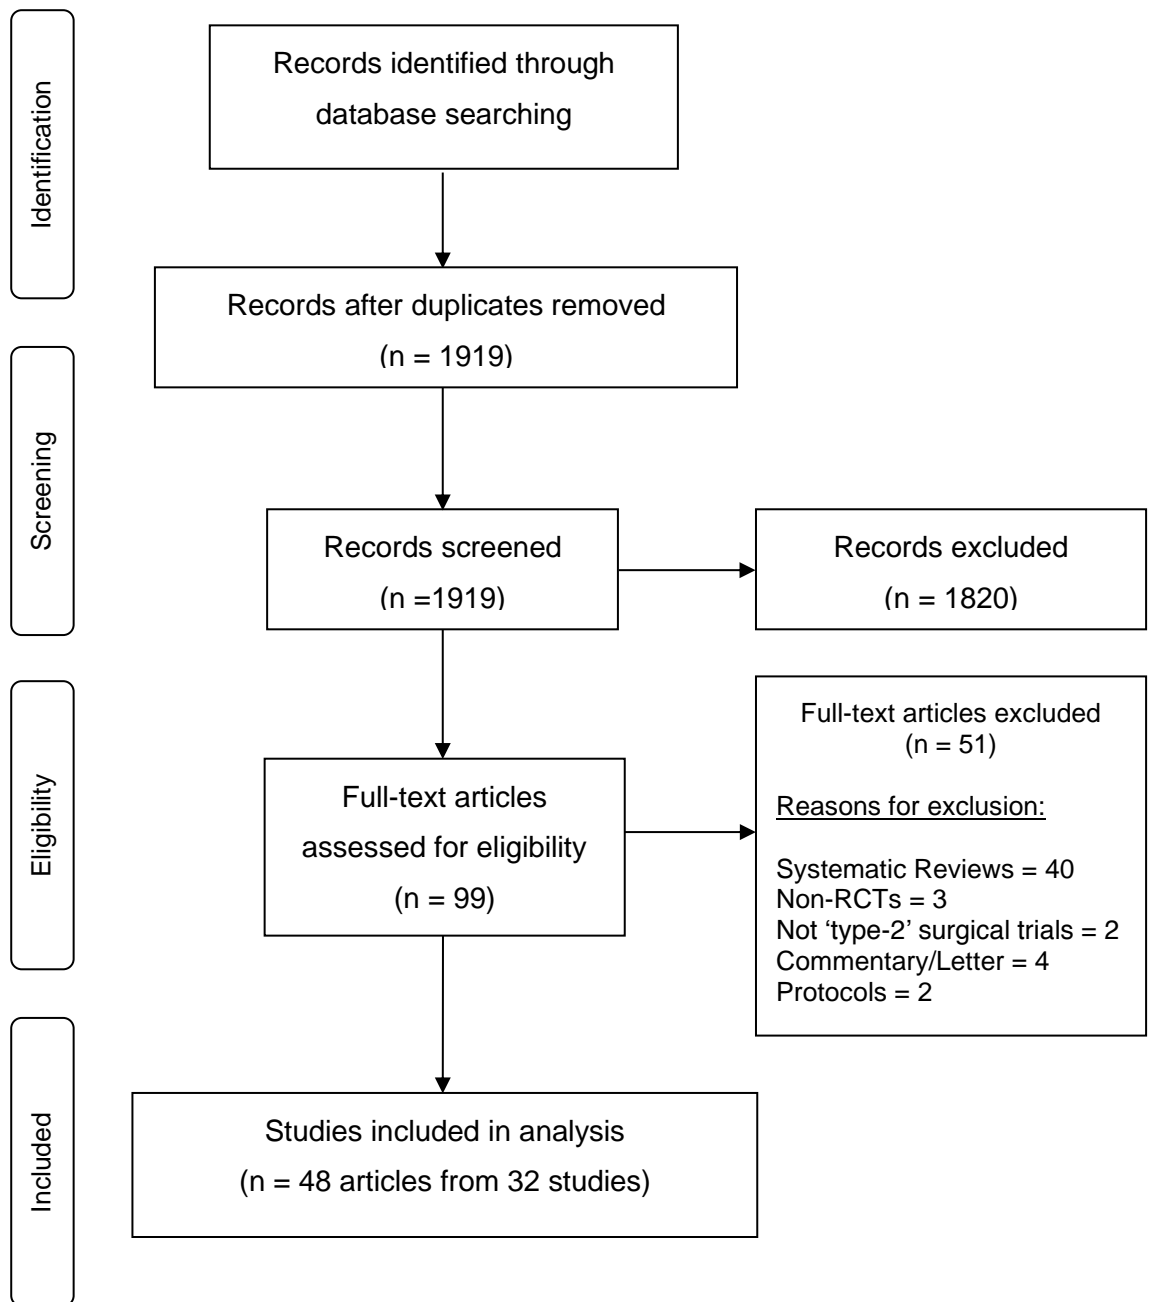 Identification
Records identified through
database searching
Records after duplicates removed
(n = 1919)
Screening
Records screened
(n =1919)
Records excluded
(n = 1820)
Eligibility
Full-text articles
assessed for eligibility
(n = 99)
Full-text articles excluded
(n = 51)
Reasons for exclusion:
Systematic Reviews = 40
Non-RCTs = 3
Not ‘type-2’ surgical trials = 2
Commentary/Letter = 4
Protocols = 2
Included
Studies included in analysis
(n = 48 articles from 32 studies)